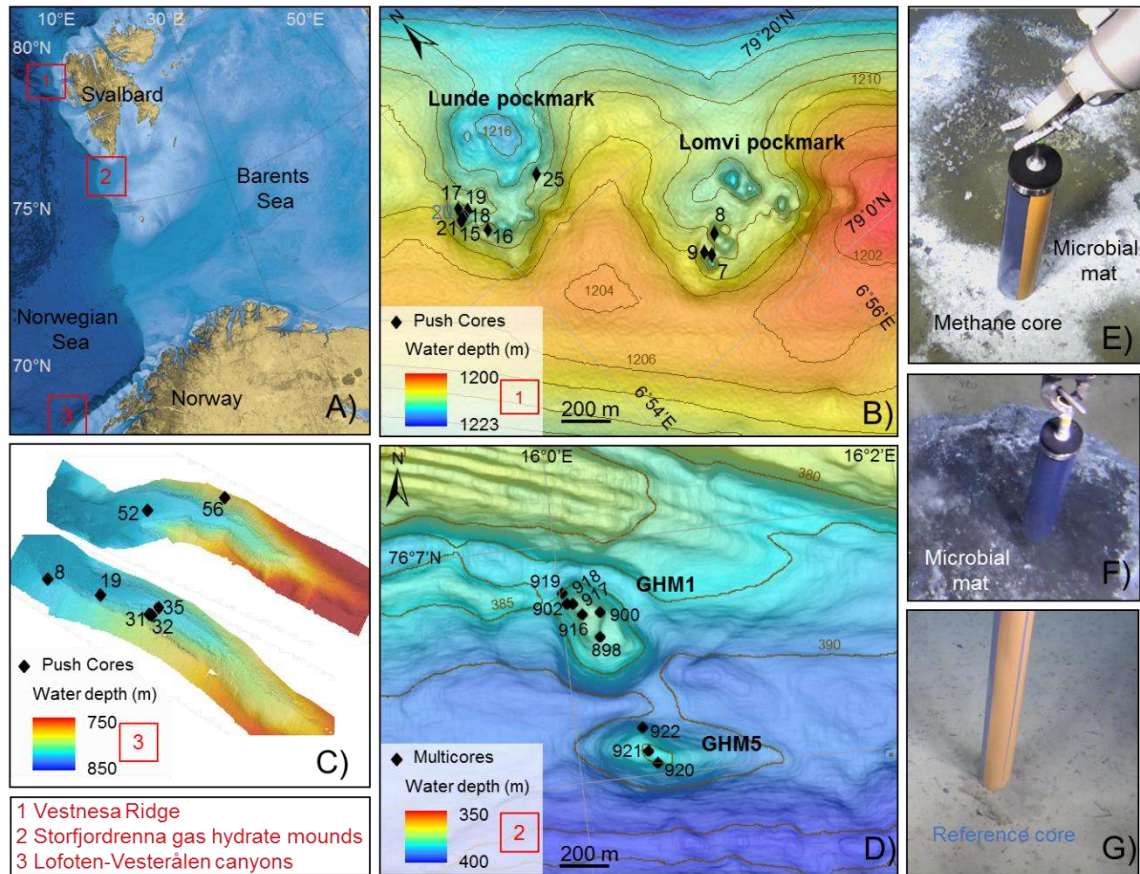 10°E
30°E
50°E
80°N
1
Svalbard
2
Barents
Sea
75°N
Norwegian
Sea
70°N
Norway
3
A)
N
79°20'N
1210
Lunde pockmark
1216
Lomvi pockmark
25
17
19
20
18
21
15
16
8
9
7
79°0'N
1202
1204
6°56'E
Push Cores
Water depth (m)
1200
1223
1
1206
200 m
6°54'E
B)
52
56
8
19
35
31
32
Push Cores
Water depth (m)
750
850
3
C)
1 Vestnesa Ridge
2 Storfjordrenna gas hydrate mounds
3 Lofoten-Vesterålen canyons
16°0'E
16°2'E
N
380
76°7'N
919
918
917
GHM1
385
902
900
916
898
390
922
GHM5
921
920
Multicores
Water depth (m)
350
400
2
200 m
D)
Microbial
mat
Methane core
E)
Microbial
mat
F)
Reference core
G)